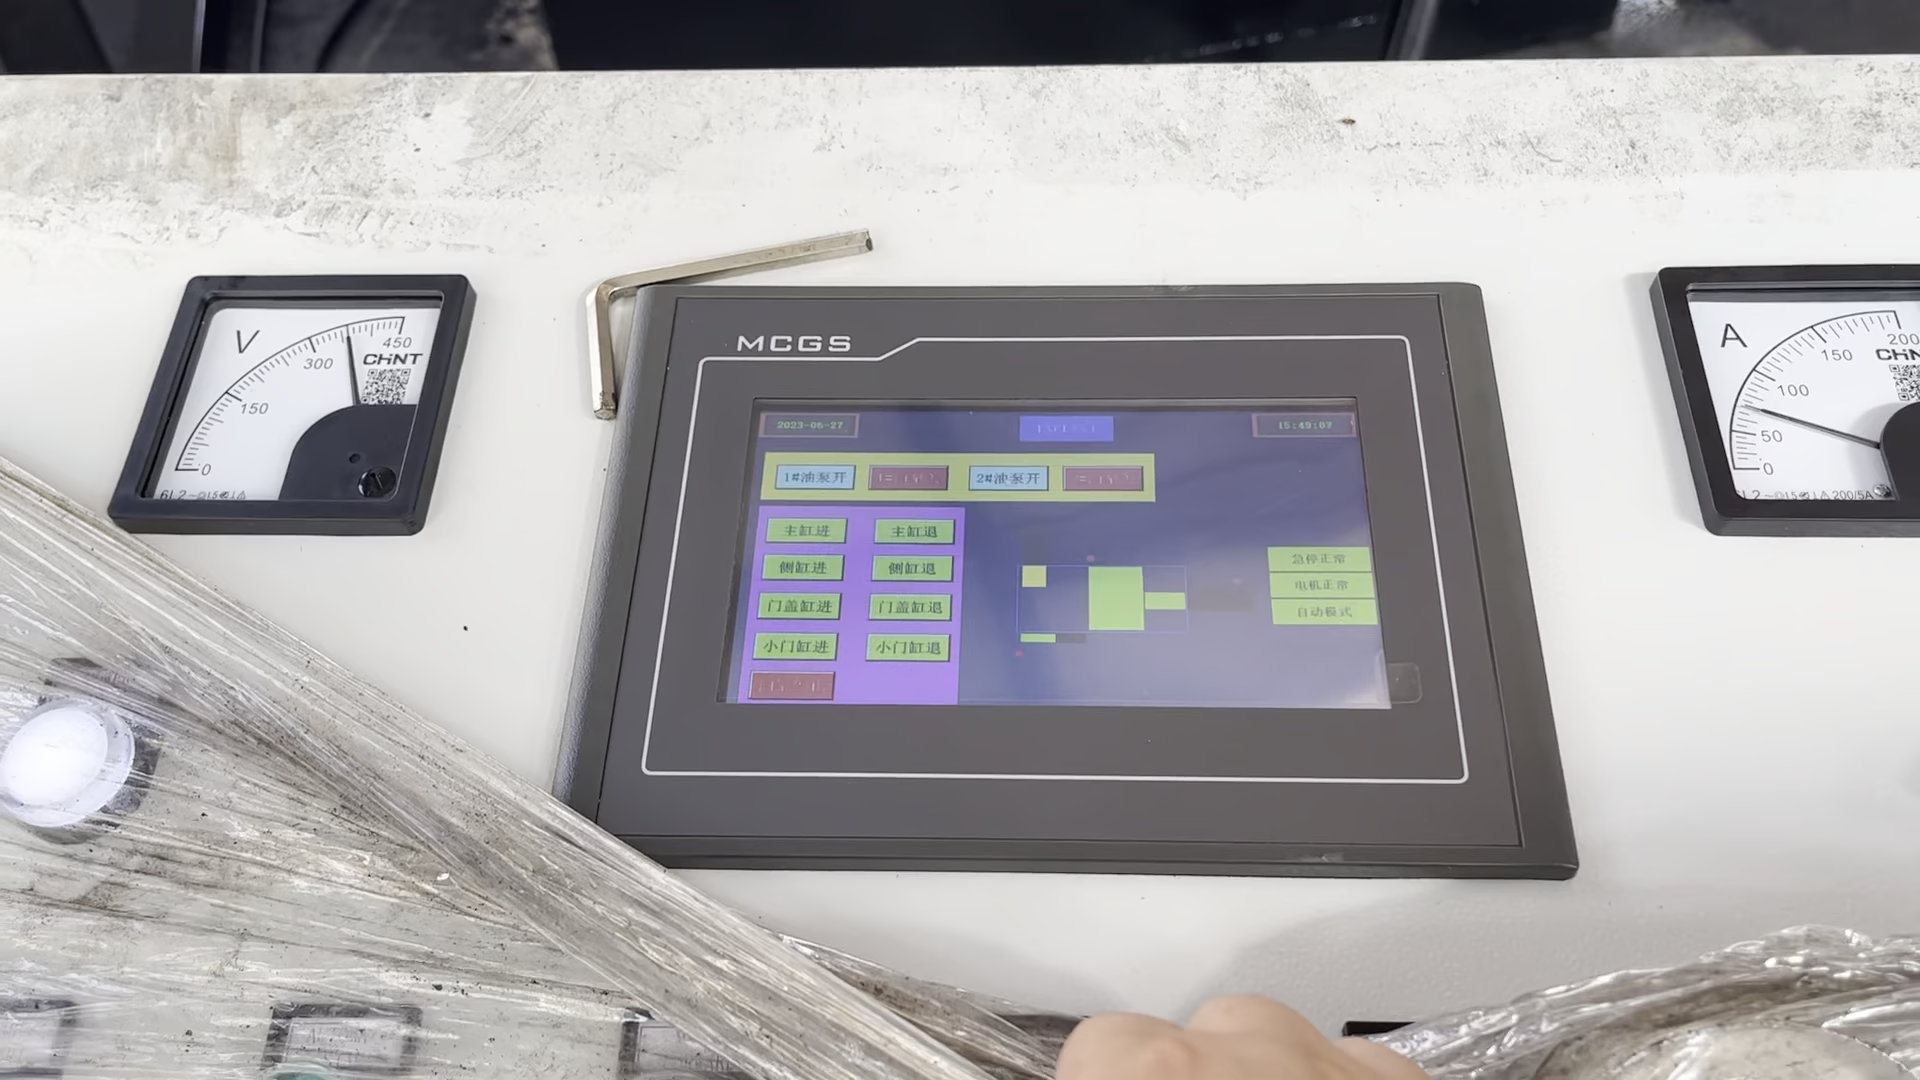 V
450
300
150
0
CHNT
MCGS
2023-06-27
15:49:07
1#油泵开
2#油泵开
主缸进 主缸退
侧缸进 侧缸退
门盖缸进 门盖缸退
小门缸进 小门缸退
急停正常
电机正常
自动模式
A
200
150
100
50
0
200/5A